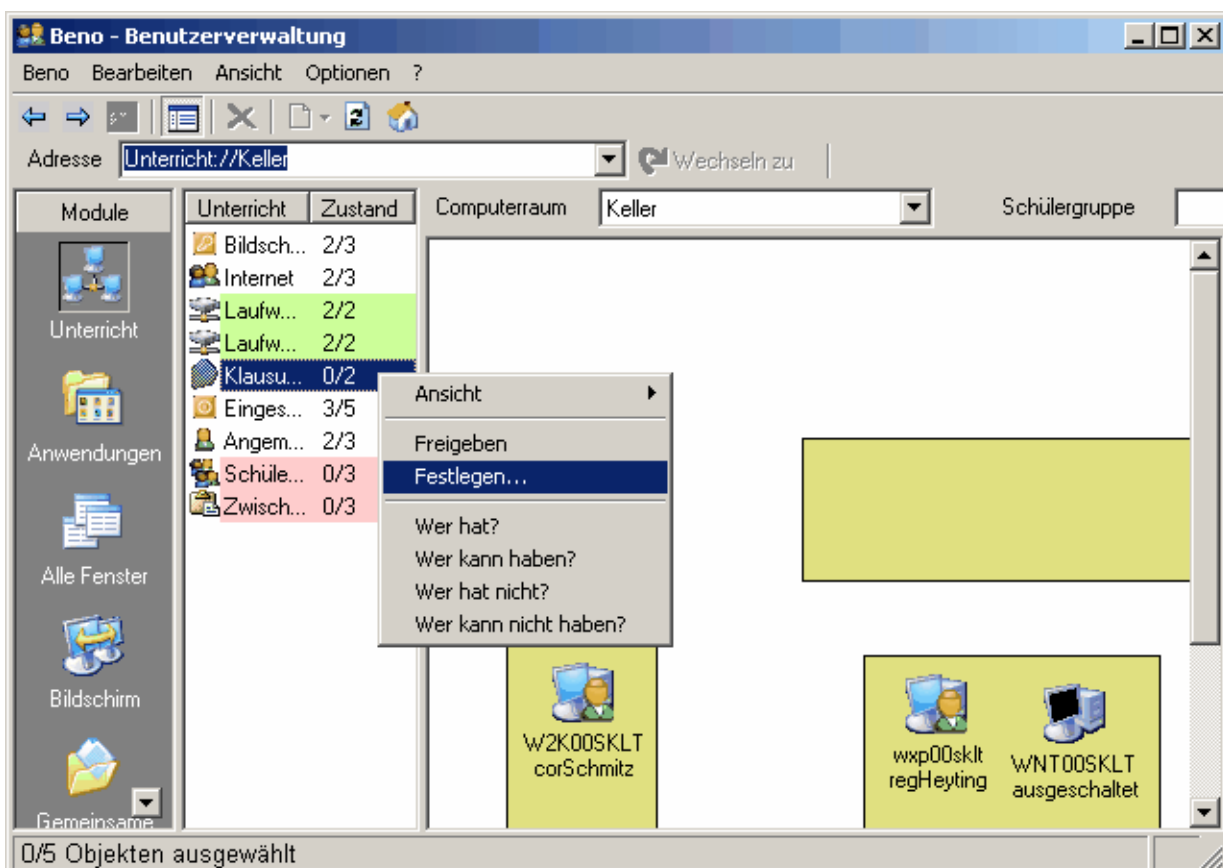 Beno - Benutzerverwaltung
Beno Bearbeiten Ansicht Optionen ?
Adresse Unterricht://Keller Wechseln zu
Module
Unterricht
Anwendungen
Alle Fenster
Bildschirm
Gemeinsame
Unterricht Zustand
Bildsch... 2/3
Internet 2/3
Laufw... 2/2
Laufw... 2/2
Klausu... 0/2
Einges... 3/5
Angem... 2/3
Schüle... 0/3
Zwisch... 0/3
Computerraum Keller Schülergruppe
Ansicht
Freigeben
Festlegen...
Wer hat?
Wer kann haben?
Wer hat nicht?
Wer kann nicht haben?
W2K00SKLT
corSchmitz
wxp00sklt
regHeyting
WNT00SKLT
ausgeschaltet
0/5 Objekten ausgewählt